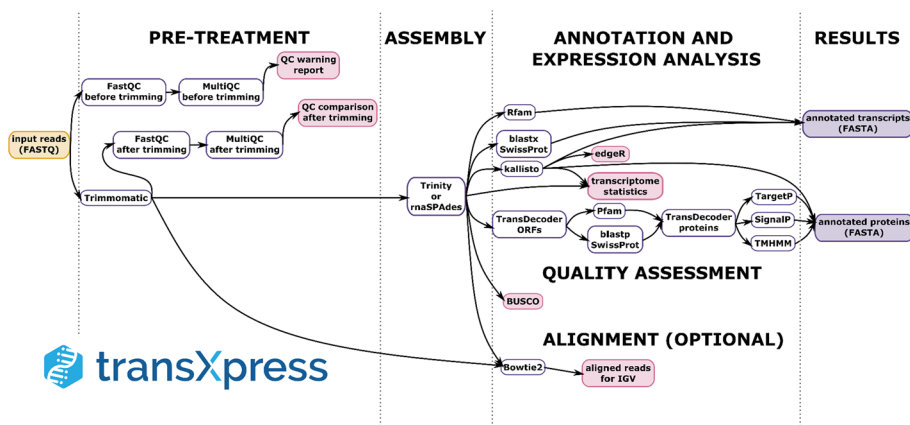 PRE-TREATMENT
ASSEMBLY
ANNOTATION AND
EXPRESSION ANALYSIS
RESULTS
input reads
(FASTQ)
FastQC
before trimming
MultiQC
before trimming
QC warning
report
FastQC
after trimming
MultiQC
after trimming
QC comparison
after trimming
Trimmomatic
Trinity
or
rnaSPAdes
Rfam
blastx
SwissProt
kallisto
edgeR
transcriptome
statistics
TransDecoder
ORFs
Pfam
blastp
SwissProt
TransDecoder
proteins
TargetP
SignalP
TMHMM
annotated transcripts
(FASTA)
annotated proteins
(FASTA)
QUALITY ASSESSMENT
BUSCO
ALIGNMENT (OPTIONAL)
Bowtie2
aligned reads
for IGV
transXpress